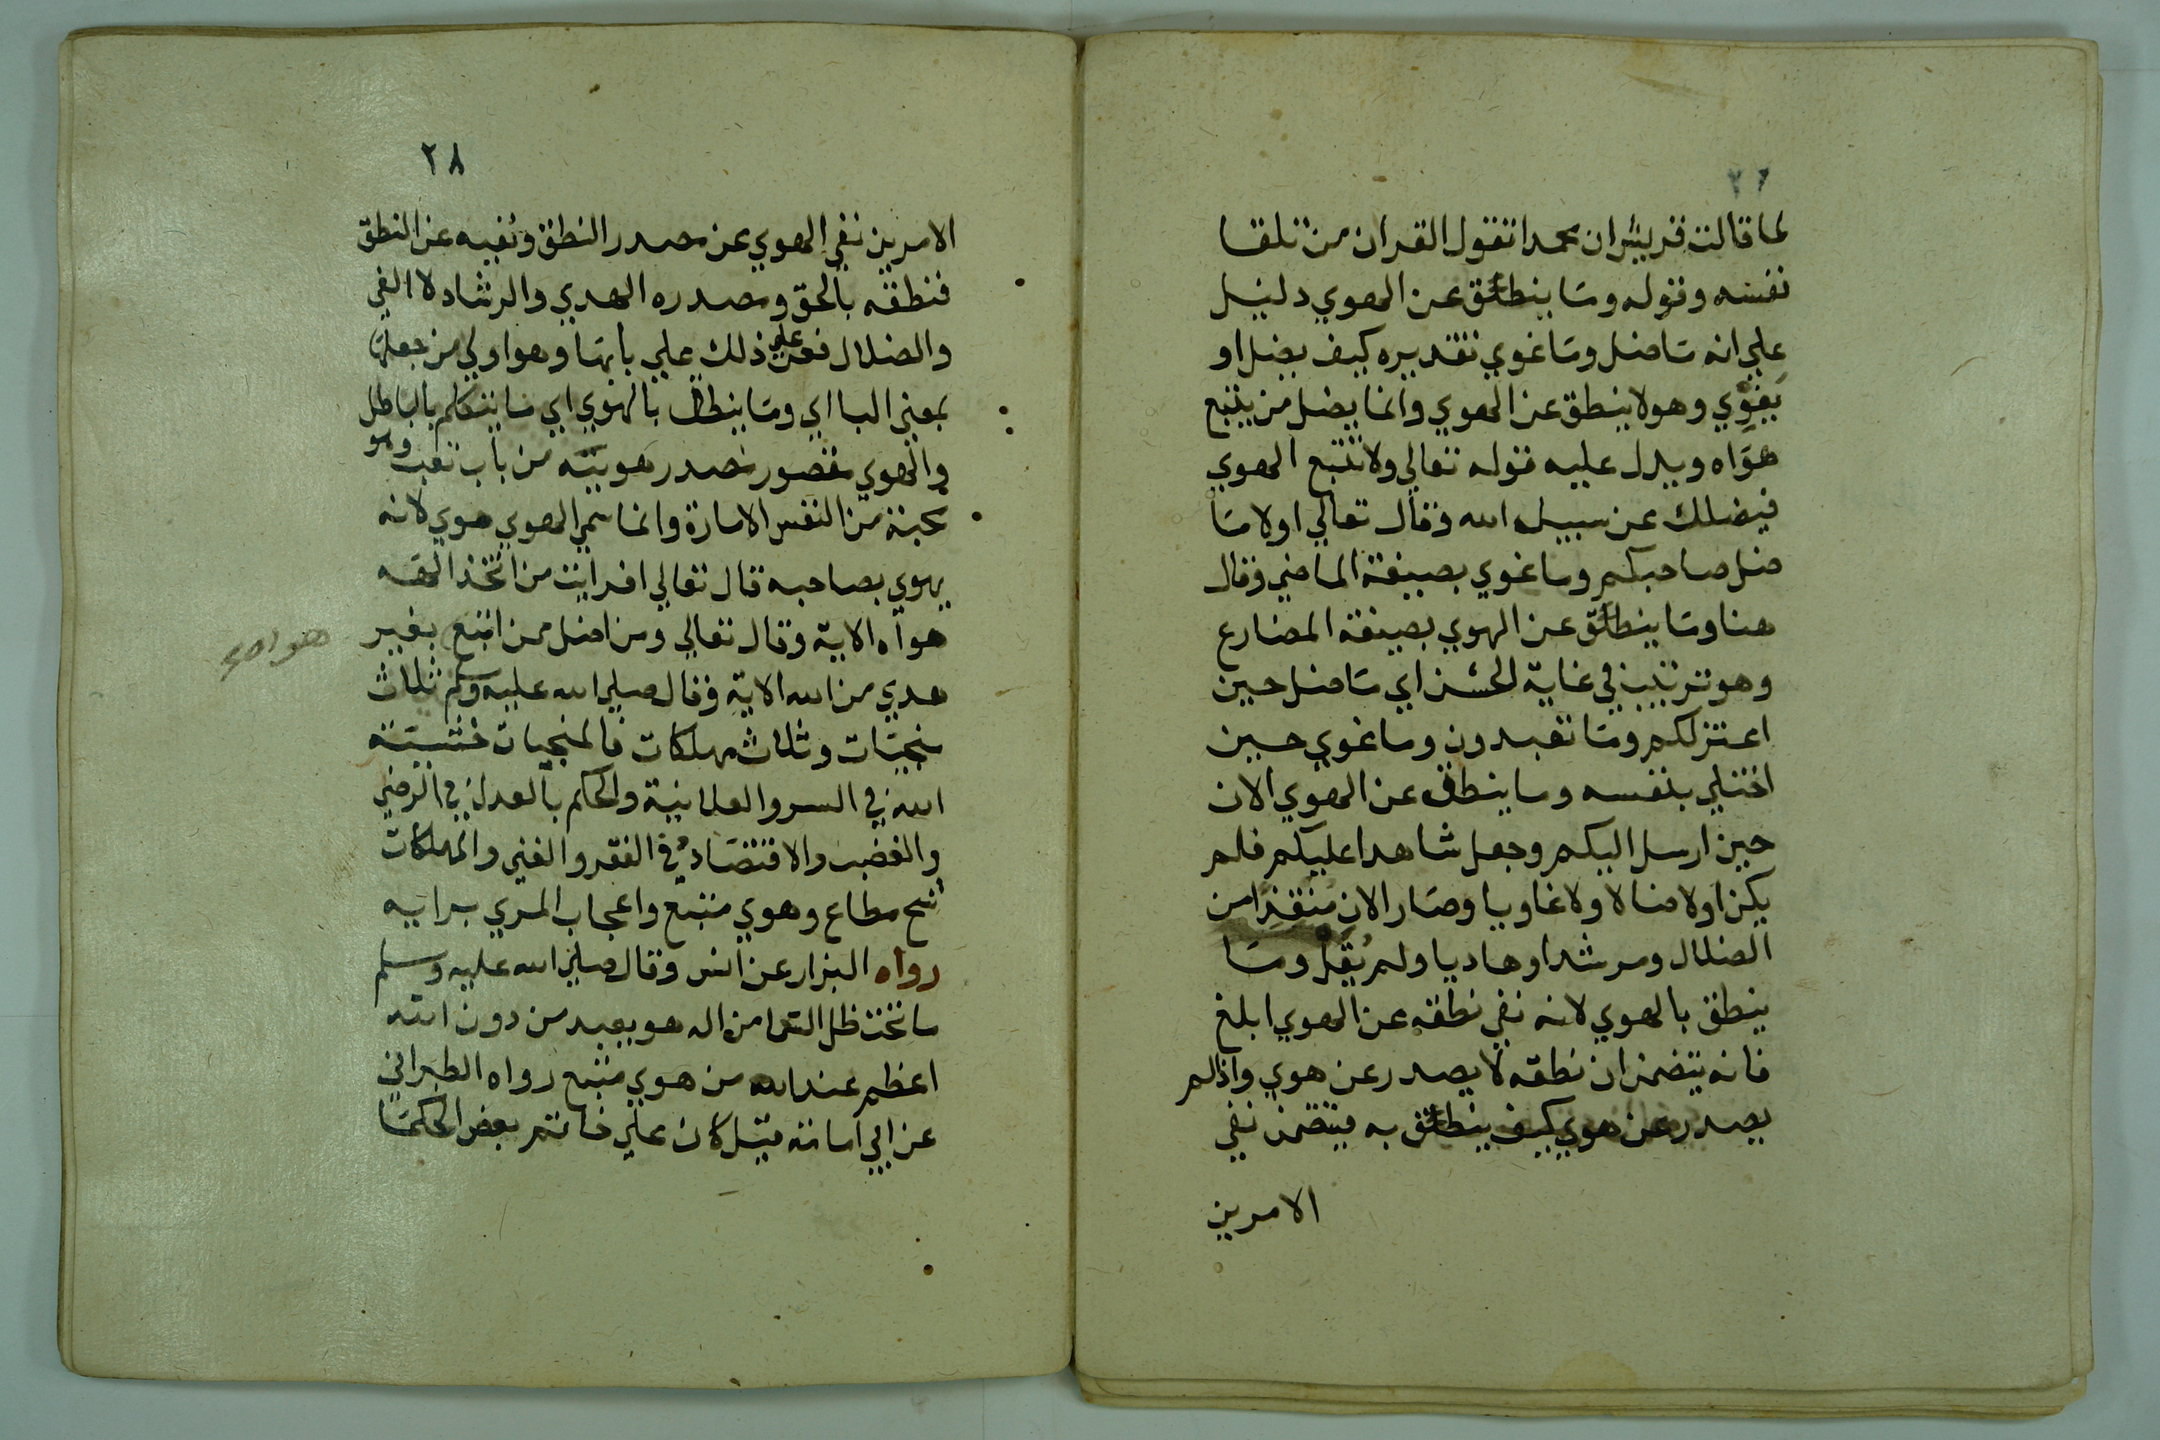 ٢٧
لما قالت قريش ان محمدا تقول القران من تلقا
نفسه وقوله وما ينطق عن الهوي دليل
علي انه ما ضل وما غوي تقديره كيف يضل او
يغوي وهو لا ينطق عن الهوي وانما يضل من يتبع
هواه ويدل عليه قوله تعالي ولا تتبع الهوي
فيضلك عن سبيل الله وقال تعالي اولا ما
ضل صاحبكم وما غوي بصيغة الماضي وقال
هنا وما ينطق عن الهوي بصيغة المضارع
وهو ترتيب في غاية الحسن اي ما ضل حين
اعتزلكم وما تعبدون وما غوي حين
اختلي بنفسه وما ينطق عن الهوي الان
حين ارسل اليكم وجعل شاهدا عليكم فلم
يكن اولا ضالا ولا غاويا وصار الان منقذا من
الضلال ومرشدا وهاديا ولم يقل وما
ينطق بالهوي لانه نفي نطقه عن الهوي ابلغ
فانه يتضمن ان نطقه لا يصدر عن هوي واذا لم
يصدر عن هوي كيف ينطق به فيتضمن نفي
الامرين
٢٨
الامرين نفي الهوي عن مصدر النطق ونفيه عن النطق
فنطقه بالحق ومصدره الهدي والرشاد لا الغي
والضلال فعن علي ذلك علي بابها وهو اولي من جعلها
بمعني البا اي وما ينطق بالهوي اي ما يتكلم بالباطل
والهوي مقصور مصدر هويته من باب تعب وهو
محبة من النفس الامارة وانما سمي الهوي هوي لانه
يهوي بصاحبه قال تعالي افرايت من اتخذ الهه
هواه الاية وقال تعالي ومن اضل ممن اتبع بغير
هواه صح
هدي من الله الاية وقال صلي الله عليه وسلم ثلاث
منجيات وثلاث مهلكات فالمنجيات خشية
الله في السر والعلانية والحكم بالعدل في الرضي
والغضب والاقتصاد في الفقر والغني والمهلكات
شح مطاع وهوي متبع واعجاب المري برايه
رواه البزار عن انس وقال صلي الله عليه وسلم
ما تحت ظل السما من اله هو يعبد من دون الله
اعظم عند الله من هوي متبع رواه الطبراني
عن ابي امامة قيل كان علي خاتم بعض الحكما